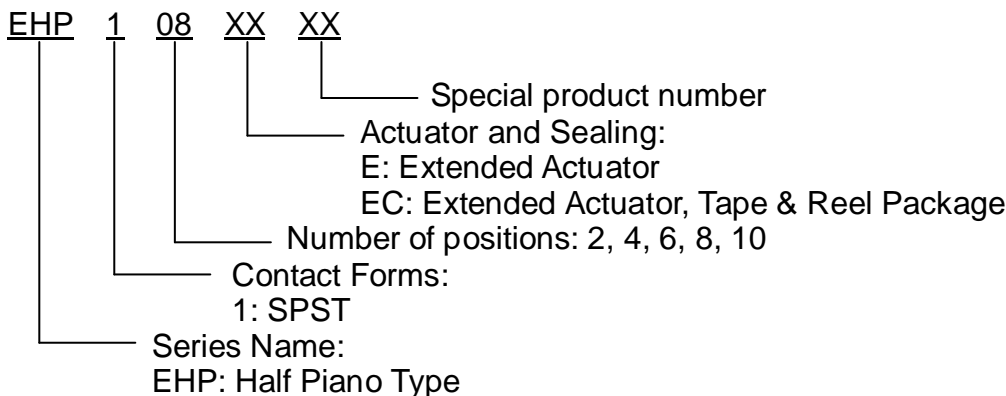 EHP 1 08 XX XX
Special product number
Actuator and Sealing:
E: Extended Actuator
EC: Extended Actuator, Tape & Reel Package
Number of positions: 2, 4, 6, 8, 10
Contact Forms:
1: SPST
Series Name:
EHP: Half Piano Type